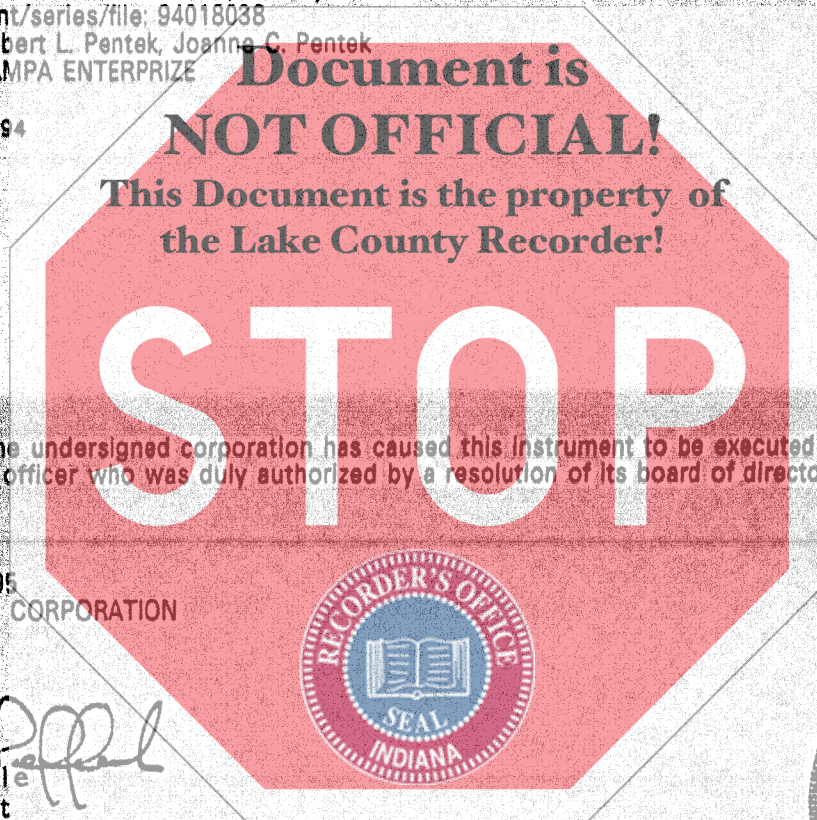 nt/series/file: 94018038
bert L. Pentek, Joanne C. Pentek
MPA ENTERPRIZE
Document is
94
NOT OFFICIAL!
This Document is the property of
the Lake County Recorder!
STOP
e undersigned corporation has caused this instrument to be executed
officer who was duly authorized by a resolution of its board of directo
95
CORPORATION
RECORDER'S OFFICE
SEAL
INDIANA
le
t